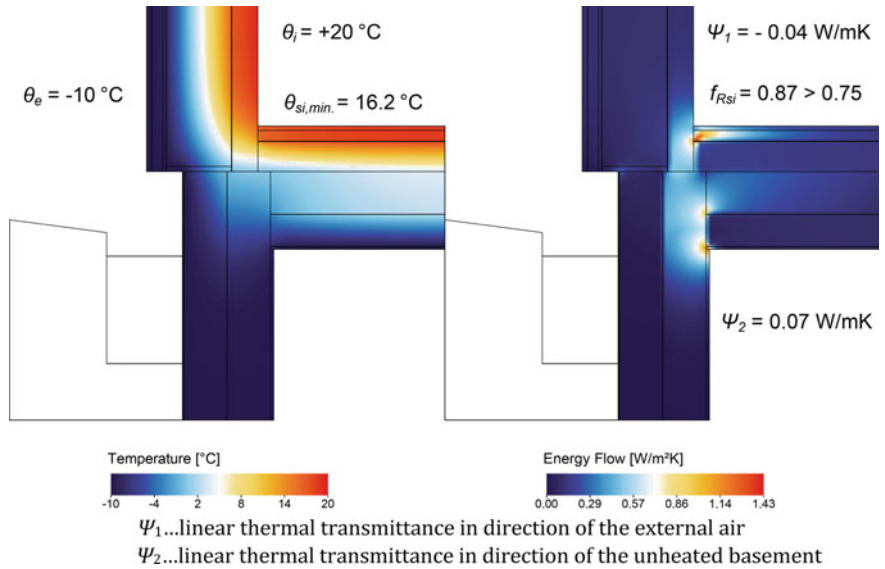 θi = +20 °C
θe = -10 °C
θsi,min. = 16.2 °C
Ψ1 = - 0.04 W/mK
fRsi = 0.87 > 0.75
Ψ2 = 0.07 W/mK
Temperature [°C]
-10 -4 2 8 14 20
Energy Flow [W/m²K]
0.00 0.29 0.57 0.86 1.14 1.43
Ψ1...linear thermal transmittance in direction of the external air
Ψ2...linear thermal transmittance in direction of the unheated basement